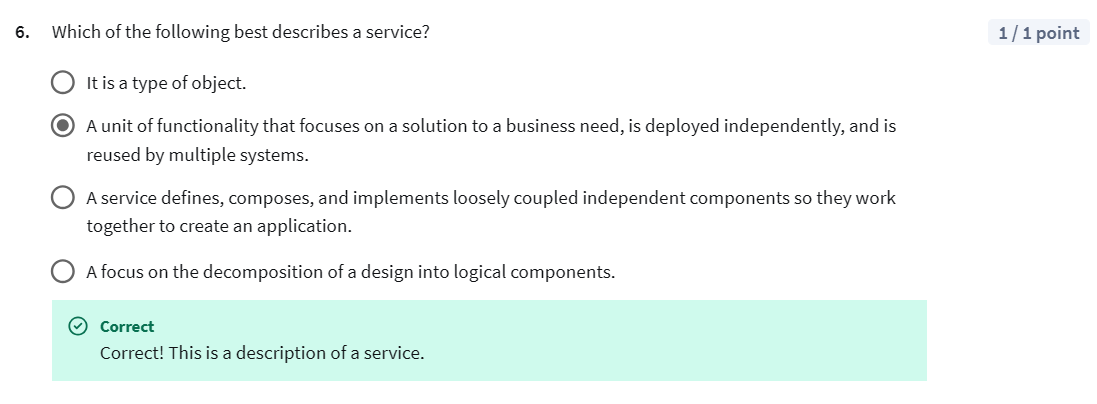 6. Which of the following best describes a service?
1 / 1 point
It is a type of object.
A unit of functionality that focuses on a solution to a business need, is deployed independently, and is
reused by multiple systems.
A service defines, composes, and implements loosely coupled independent components so they work
together to create an application.
A focus on the decomposition of a design into logical components.
Correct
Correct! This is a description of a service.